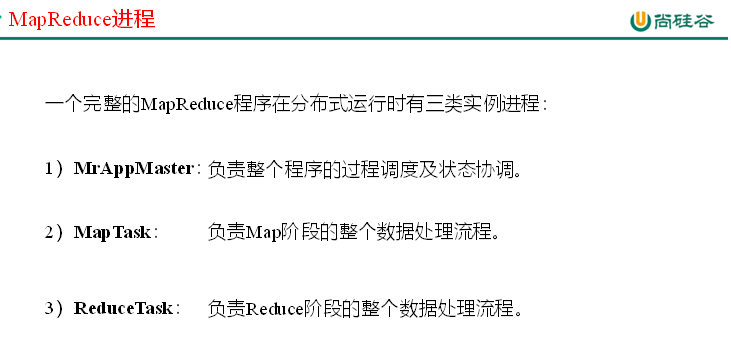 MapReduce进程
尚硅谷
一个完整的MapReduce程序在分布式运行时有三类实例进程：
1）MrAppMaster：负责整个程序的过程调度及状态协调。
2）MapTask：负责Map阶段的整个数据处理流程。
3）ReduceTask：负责Reduce阶段的整个数据处理流程。